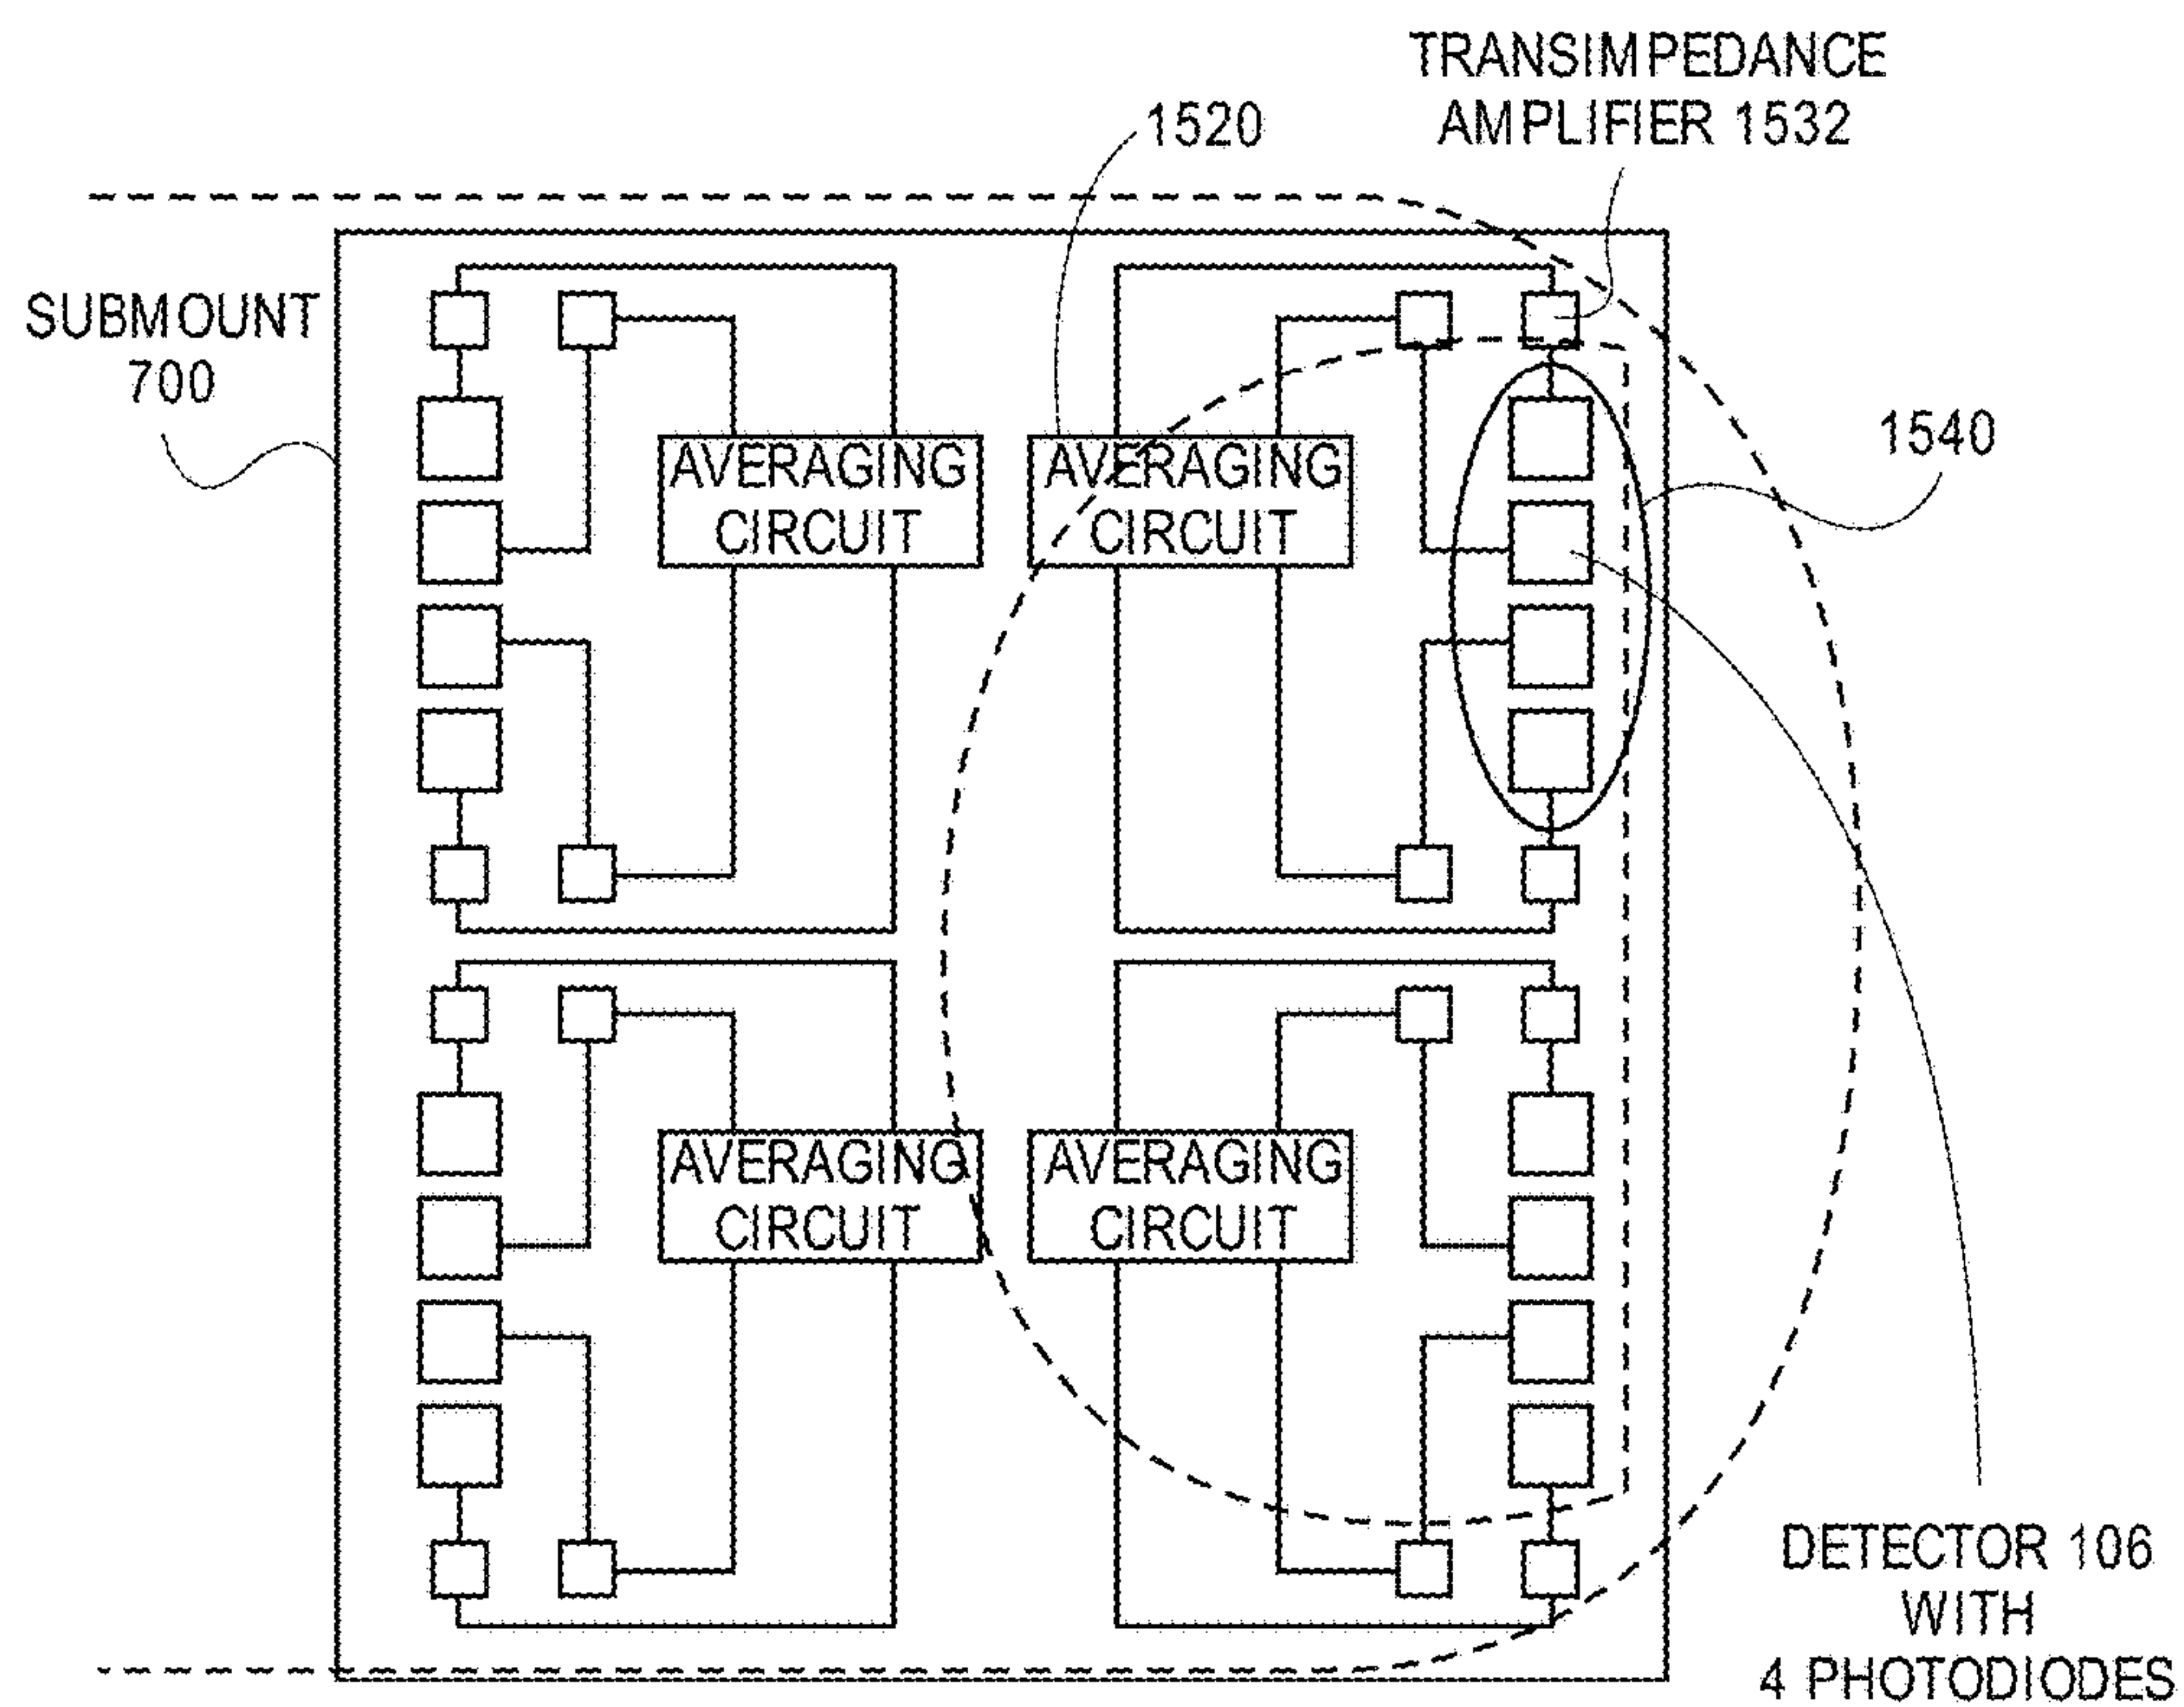 TRANSIMPEDANCE
AMPLIFIER 1532
1520
SUBMOUNT
700
1540
AVERAGING
CIRCUIT
AVERAGING
CIRCUIT
AVERAGING
CIRCUIT
AVERAGING
CIRCUIT
DETECTOR 106
WITH
4 PHOTODIODES